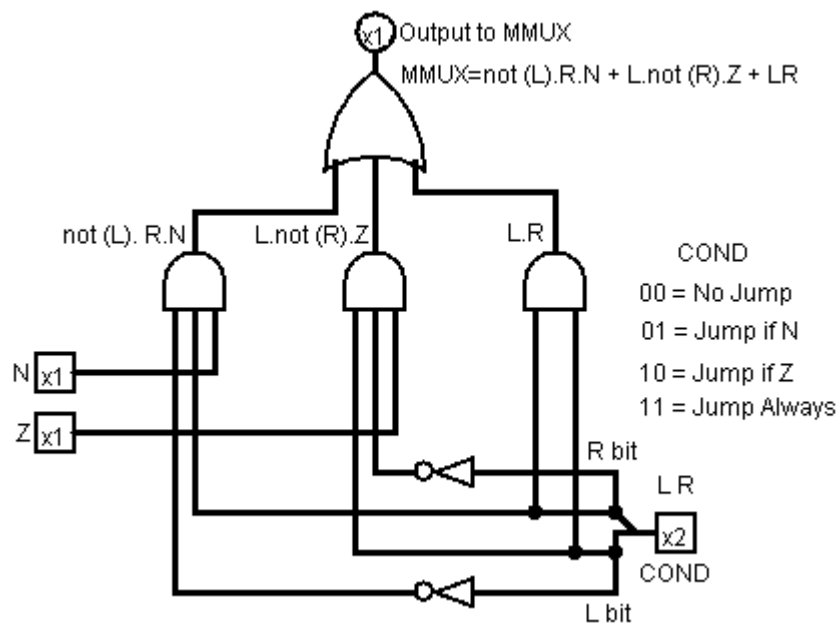 x1 Output to MMUX
MMUX=not (L).R.N + L.not (R).Z + LR
not (L). R.N
L.not (R).Z
L.R
COND
00 = No Jump
01 = Jump if N
10 = Jump if Z
11 = Jump Always
N x1
Z x1
R bit
L R
x2
COND
L bit